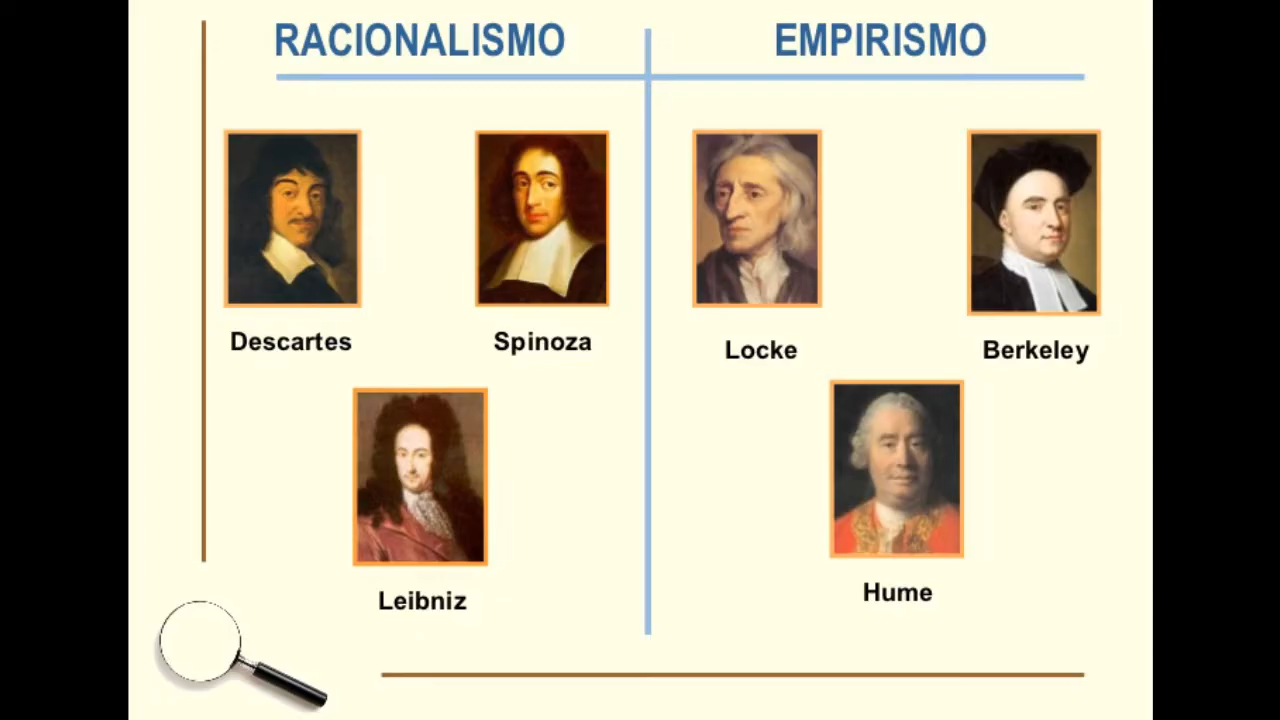 RACIONALISMO
EMPIRISMO
Descartes
Spinoza
Locke
Berkeley
Leibniz
Hume